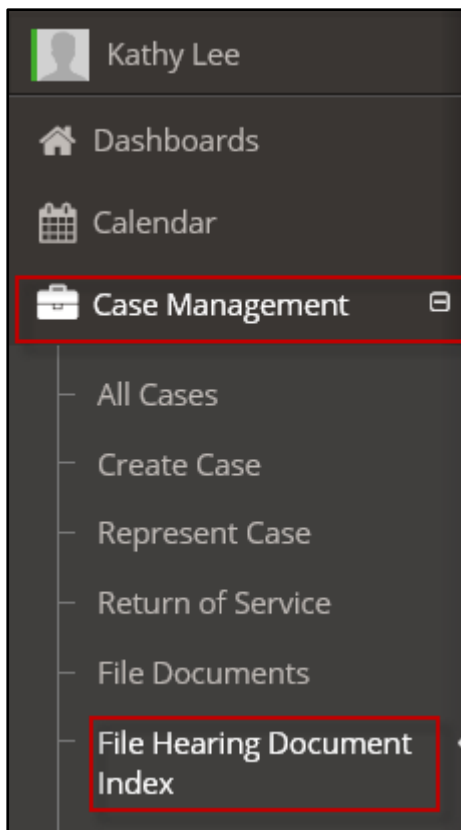 Kathy Lee
Dashboards
Calendar
Case Management
All Cases
Create Case
Represent Case
Return of Service
File Documents
File Hearing Document
Index